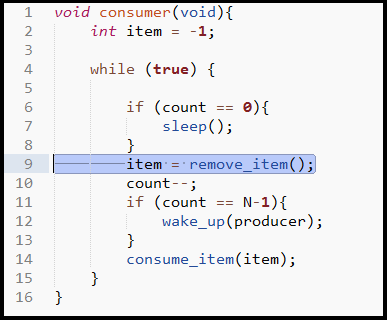 1 void consumer(void){
2     int item = -1;
3
4     while (true) {
5
6         if (count == 0){
7             sleep();
8         }
9         item = remove_item();
10         count--;
11         if (count == N-1){
12             wake_up(producer);
13         }
14         consume_item(item);
15     }
16 }